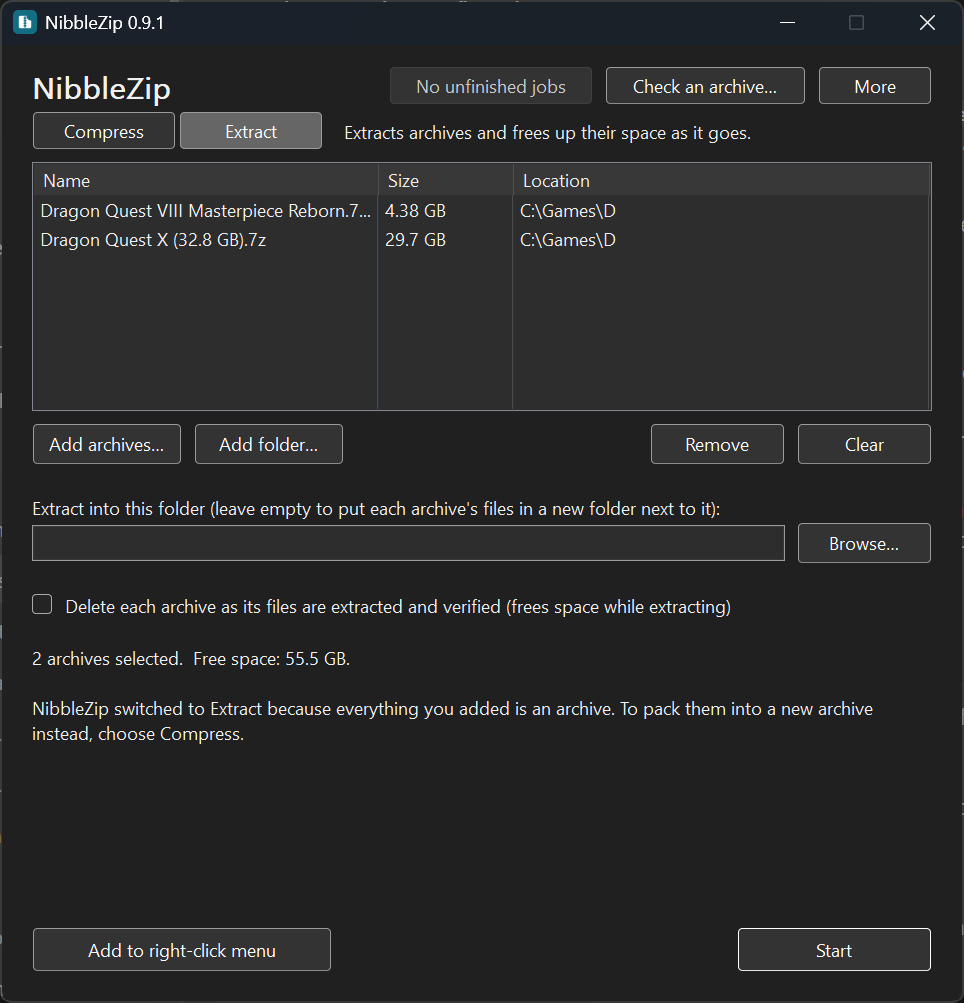 NibbleZip 0.9.1
NibbleZip
No unfinished jobs
Check an archive...
More
Compress
Extract
Extracts archives and frees up their space as it goes.
Name Size Location
Dragon Quest VIII Masterpiece Reborn.7... 4.38 GB C:\Games\D
Dragon Quest X (32.8 GB).7z 29.7 GB C:\Games\D
Add archives...
Add folder...
Remove
Clear
Extract into this folder (leave empty to put each archive's files in a new folder next to it):
Browse...
Delete each archive as its files are extracted and verified (frees space while extracting)
2 archives selected.  Free space: 55.5 GB.
NibbleZip switched to Extract because everything you added is an archive. To pack them into a new archive
instead, choose Compress.
Add to right-click menu
Start